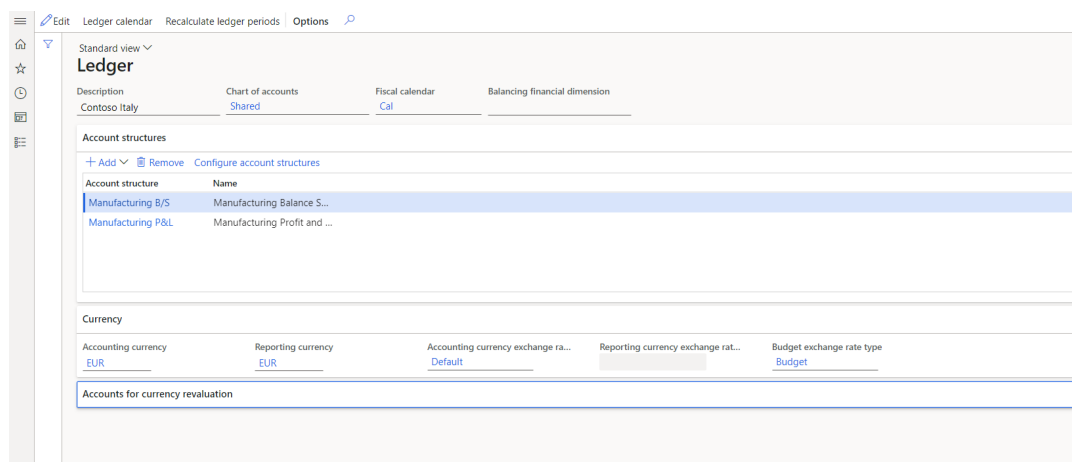 Edit Ledger calendar Recalculate ledger periods Options
Standard view
Ledger
Description Chart of accounts Fiscal calendar Balancing financial dimension
Contoso Italy Shared Cal
Account structures
Add Remove Configure account structures
Account structure Name
Manufacturing B/S Manufacturing Balance S...
Manufacturing P&L Manufacturing Profit and ...
Currency
Accounting currency Reporting currency Accounting currency exchange ra... Reporting currency exchange rat... Budget exchange rate type
EUR EUR Default Budget
Accounts for currency revaluation